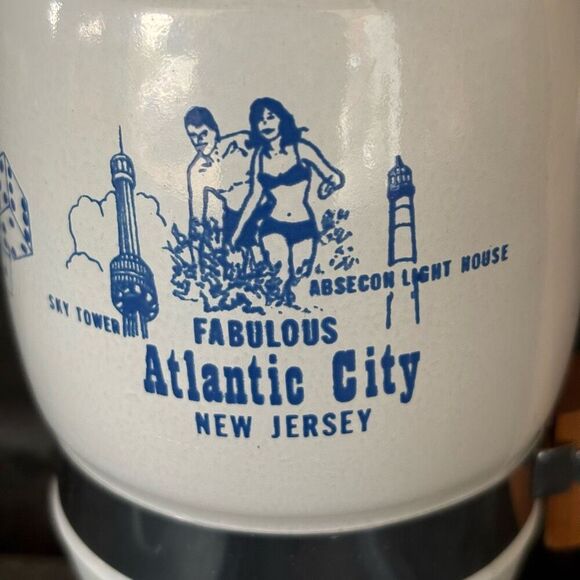 SKY TOWER
ABSECON LIGHT HOUSE
FABULOUS
Atlantic City
NEW JERSEY